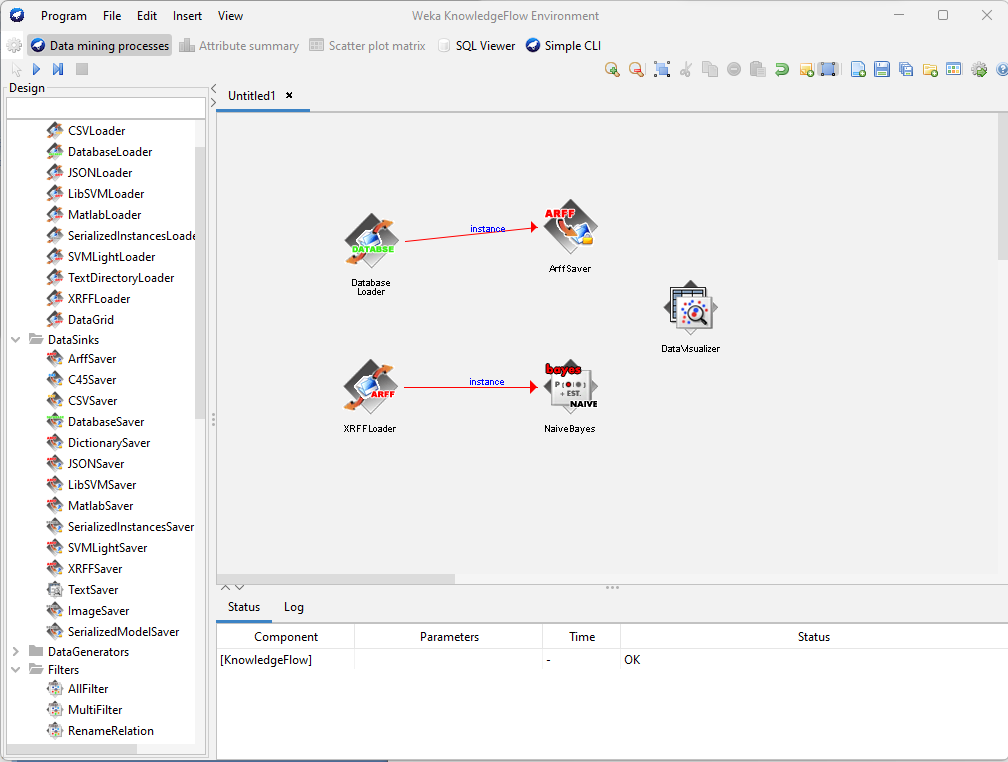 Program File Edit Insert View Weka KnowledgeFlow Environment
Data mining processes Attribute summary Scatter plot matrix SQL Viewer Simple CLI
Design
Untitled1
CSVLoader
DatabaseLoader
JSONLoader
LibSVMLoader
MatlabLoader
SerializedInstancesLoade
SVMLightLoader
TextDirectoryLoader
XRFFLoader
DataGrid
DataSinks
ArffSaver
C45Saver
CSVSaver
DatabaseSaver
DictionarySaver
JSONSaver
LibSVMSaver
MatlabSaver
SerializedInstancesSaver
SVMLightSaver
XRFFSaver
TextSaver
ImageSaver
SerializedModelSaver
DataGenerators
Filters
AllFilter
MultiFilter
RenameRelation
DATABSE
Database
Loader
instance
ARFF
ArffSaver
DataVisualizer
ARFF
XRFFLoader
instance
bayes
P(●|●)
+ EST.
NAIVE
NaiveBayes
Status Log
Component Parameters Time Status
[KnowledgeFlow] - OK